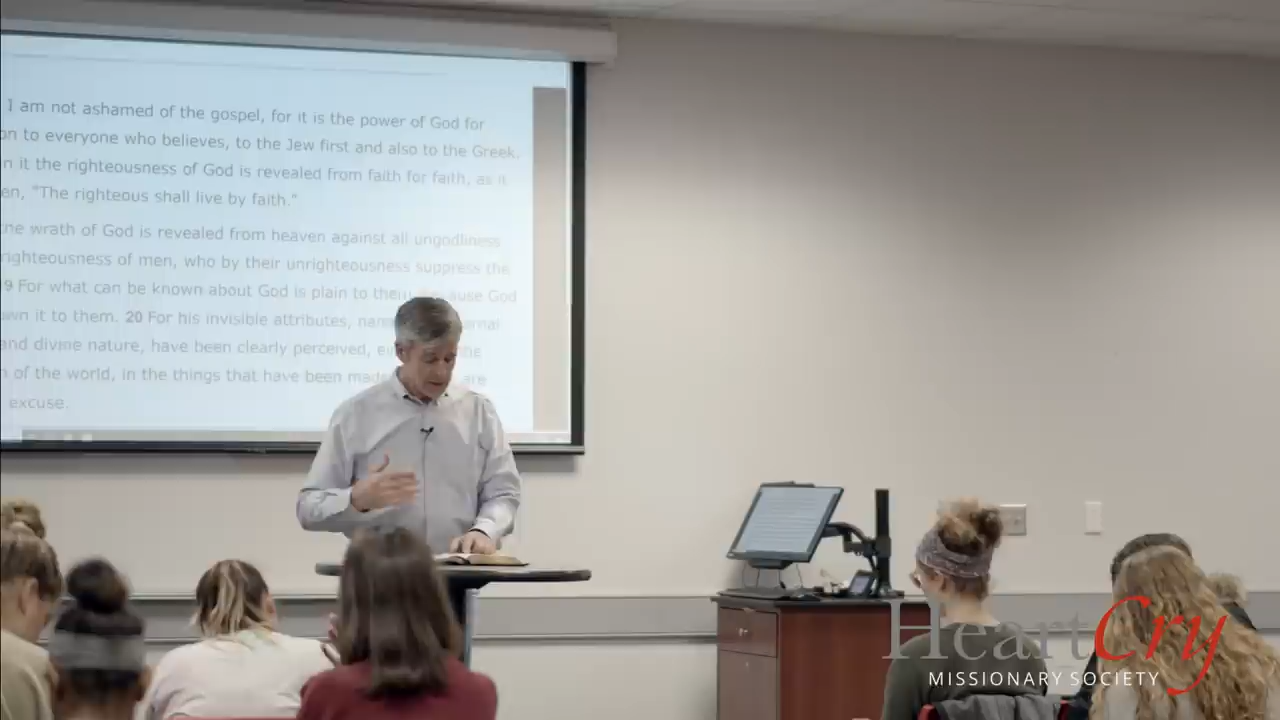 I am not ashamed of the gospel, for it is the power of God for
on to everyone who believes, to the Jew first and also to the Greek.
n it the righteousness of God is revealed from faith for faith, as it
en, "The righteous shall live by faith."
he wrath of God is revealed from heaven against all ungodliness
righteousness of men, who by their unrighteousness suppress the
9 For what can be known about God is plain to them God
wn it to them. 20 For his invisible attributes,
and divine nature, have been clearly perceived,
n of the world, in the things that have been made are
excuse.
HeartCry
MISSIONARY SOCIETY